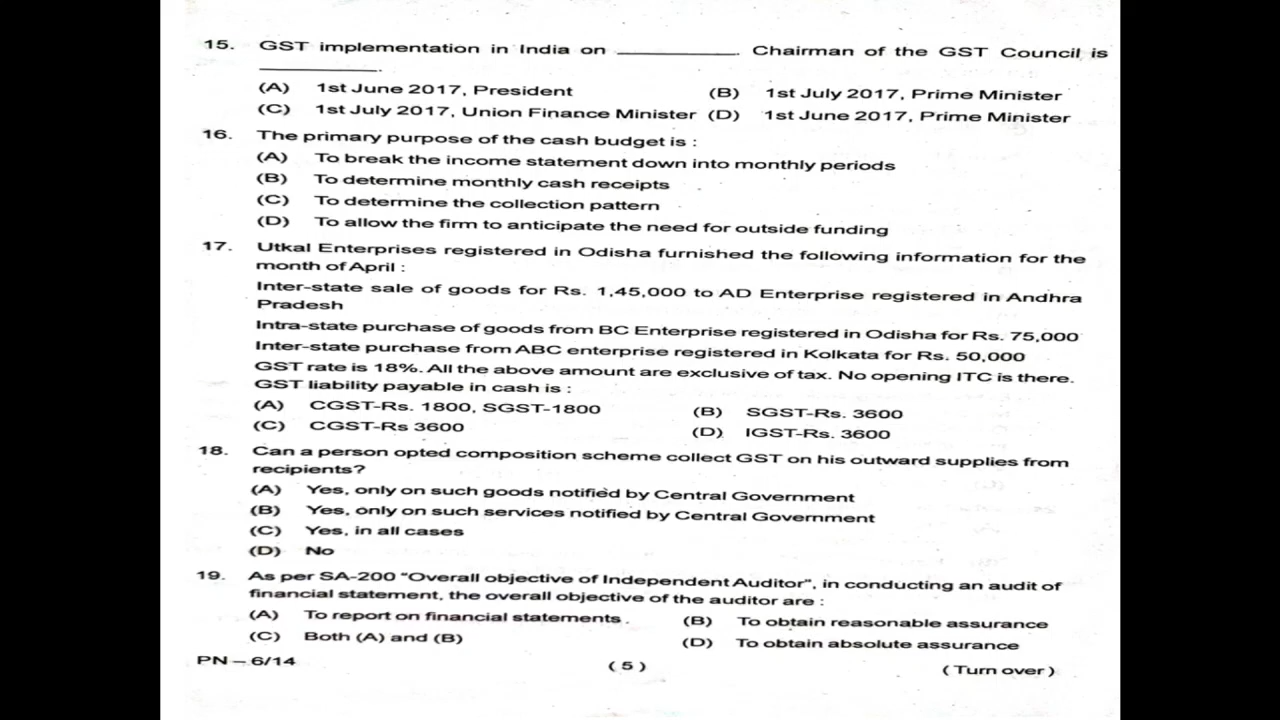 15. GST implementation in India on ____________. Chairman of the GST Council is
____________.
(A) 1st June 2017, President (B) 1st July 2017, Prime Minister
(C) 1st July 2017, Union Finance Minister (D) 1st June 2017, Prime Minister
16. The primary purpose of the cash budget is :
(A) To break the income statement down into monthly periods
(B) To determine monthly cash receipts
(C) To determine the collection pattern
(D) To allow the firm to anticipate the need for outside funding
17. Utkal Enterprises registered in Odisha furnished the following information for the
month of April :
Inter-state sale of goods for Rs. 1,45,000 to AD Enterprise registered in Andhra
Pradesh
Intra-state purchase of goods from BC Enterprise registered in Odisha for Rs. 75,000
Inter-state purchase from ABC enterprise registered in Kolkata for Rs. 50,000
GST rate is 18%. All the above amount are exclusive of tax. No opening ITC is there.
GST liability payable in cash is :
(A) CGST-Rs. 1800, SGST-1800 (B) SGST-Rs. 3600
(C) CGST-Rs 3600 (D) IGST-Rs. 3600
18. Can a person opted composition scheme collect GST on his outward supplies from
recipients?
(A) Yes, only on such goods notified by Central Government
(B) Yes, only on such services notified by Central Government
(C) Yes, in all cases
(D) No
19. As per SA-200 "Overall objective of Independent Auditor", in conducting an audit of
financial statement, the overall objective of the auditor are :
(A) To report on financial statements. (B) To obtain reasonable assurance
(C) Both (A) and (B) (D) To obtain absolute assurance
PN – 6/14 ( 5 ) ( Turn over )